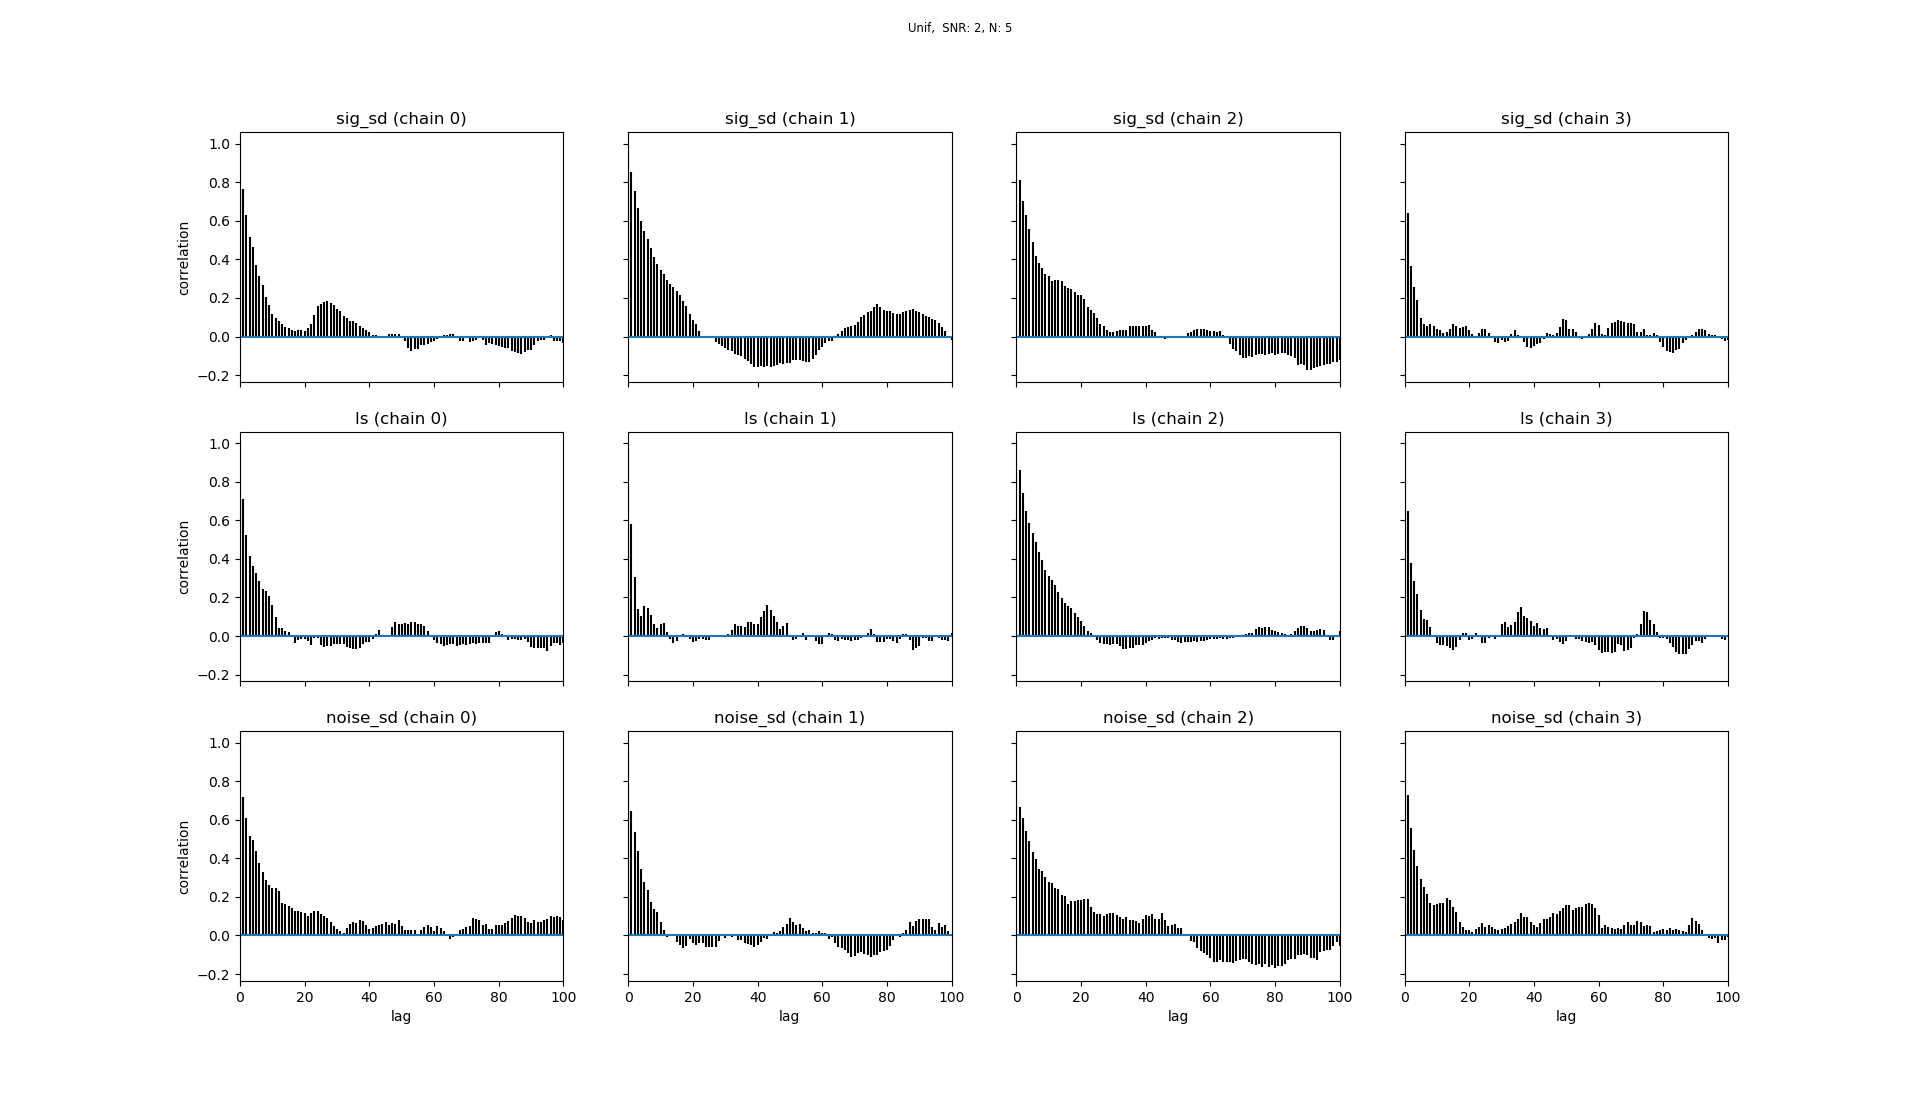 Unif,  SNR: 2, N: 5
sig_sd (chain 0) sig_sd (chain 1) sig_sd (chain 2) sig_sd (chain 3)
1.0
0.8
0.6
0.4
0.2
0.0
−0.2
correlation
ls (chain 0) ls (chain 1) ls (chain 2) ls (chain 3)
1.0
0.8
0.6
0.4
0.2
0.0
−0.2
correlation
noise_sd (chain 0) noise_sd (chain 1) noise_sd (chain 2) noise_sd (chain 3)
1.0
0.8
0.6
0.4
0.2
0.0
−0.2
correlation
0 20 40 60 80 100 0 20 40 60 80 100 0 20 40 60 80 100 0 20 40 60 80 100
lag lag lag lag